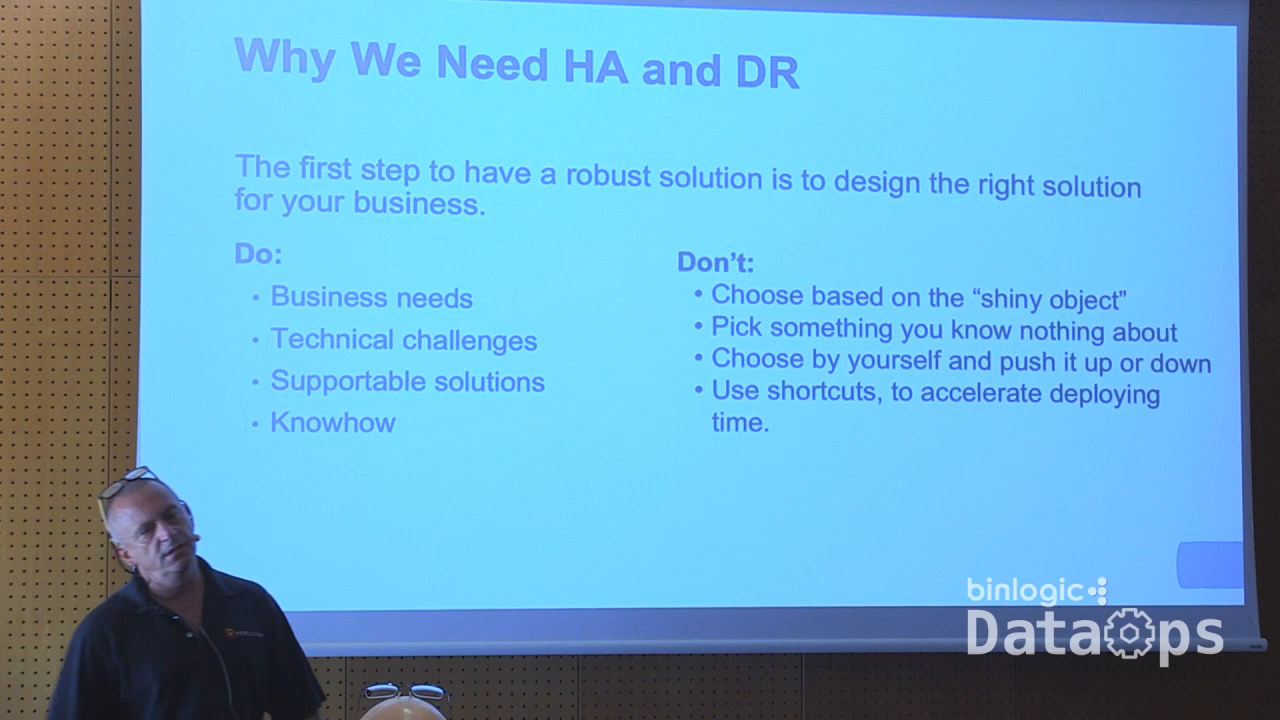 Why We Need HA and DR
The first step to have a robust solution is to design the right solution
for your business.
Do:
• Business needs
• Technical challenges
• Supportable solutions
• Knowhow
Don't:
• Choose based on the “shiny object”
• Pick something you know nothing about
• Choose by yourself and push it up or down
• Use shortcuts, to accelerate deploying
time.
binlogic
DataOps